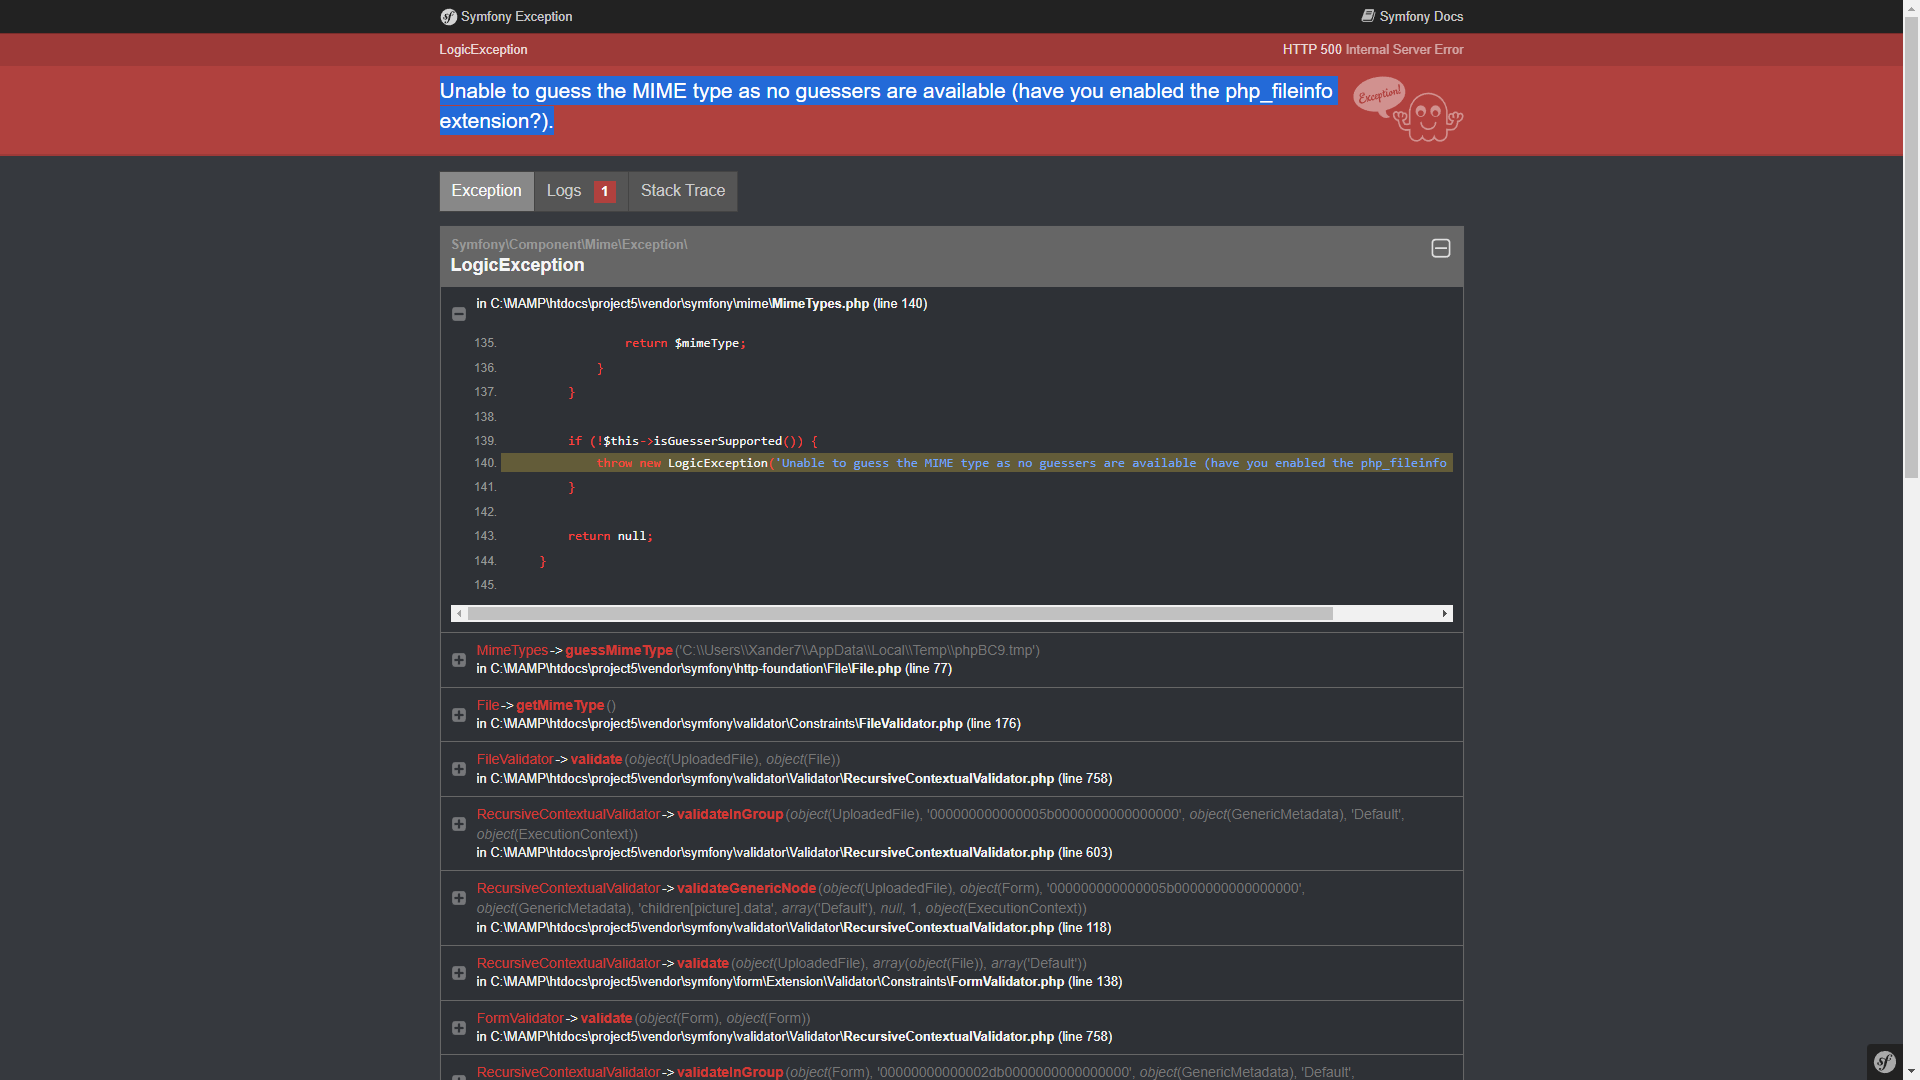 Symfony Exception
Symfony Docs
LogicException
HTTP 500 Internal Server Error
Unable to guess the MIME type as no guessers are available (have you enabled the php_fileinfo
extension?).
Exception!
Exception
Logs 1
Stack Trace
Symfony\Component\Mime\Exception\
LogicException
in C:\MAMP\htdocs\project5\vendor\symfony\mime\MimeTypes.php (line 140)
135. return $mimeType;
136. }
137. }
138.
139. if (!$this->isGuesserSupported()) {
140. throw new LogicException('Unable to guess the MIME type as no guessers are available (have you enabled the php_fileinfo
141. }
142.
143. return null;
144. }
145.
MimeTypes->guessMimeType('C:\\Users\\Xander7\\AppData\\Local\\Temp\\phpBC9.tmp')
in C:\MAMP\htdocs\project5\vendor\symfony\http-foundation\File\File.php (line 77)
File->getMimeType()
in C:\MAMP\htdocs\project5\vendor\symfony\validator\Constraints\FileValidator.php (line 176)
FileValidator->validate(object(UploadedFile), object(File))
in C:\MAMP\htdocs\project5\vendor\symfony\validator\Validator\RecursiveContextualValidator.php (line 758)
RecursiveContextualValidator->validateInGroup(object(UploadedFile), '000000000000005b0000000000000000', object(GenericMetadata), 'Default',
object(ExecutionContext))
in C:\MAMP\htdocs\project5\vendor\symfony\validator\Validator\RecursiveContextualValidator.php (line 603)
RecursiveContextualValidator->validateGenericNode(object(UploadedFile), object(Form), '000000000000005b0000000000000000',
object(GenericMetadata), 'children[picture].data', array('Default'), null, 1, object(ExecutionContext))
in C:\MAMP\htdocs\project5\vendor\symfony\validator\Validator\RecursiveContextualValidator.php (line 118)
RecursiveContextualValidator->validate(object(UploadedFile), array(object(File)), array('Default'))
in C:\MAMP\htdocs\project5\vendor\symfony\form\Extension\Validator\Constraints\FormValidator.php (line 138)
FormValidator->validate(object(Form), object(Form))
in C:\MAMP\htdocs\project5\vendor\symfony\validator\Validator\RecursiveContextualValidator.php (line 758)
RecursiveContextualValidator->validateInGroup(object(Form), '00000000000002db0000000000000000', object(GenericMetadata), 'Default',